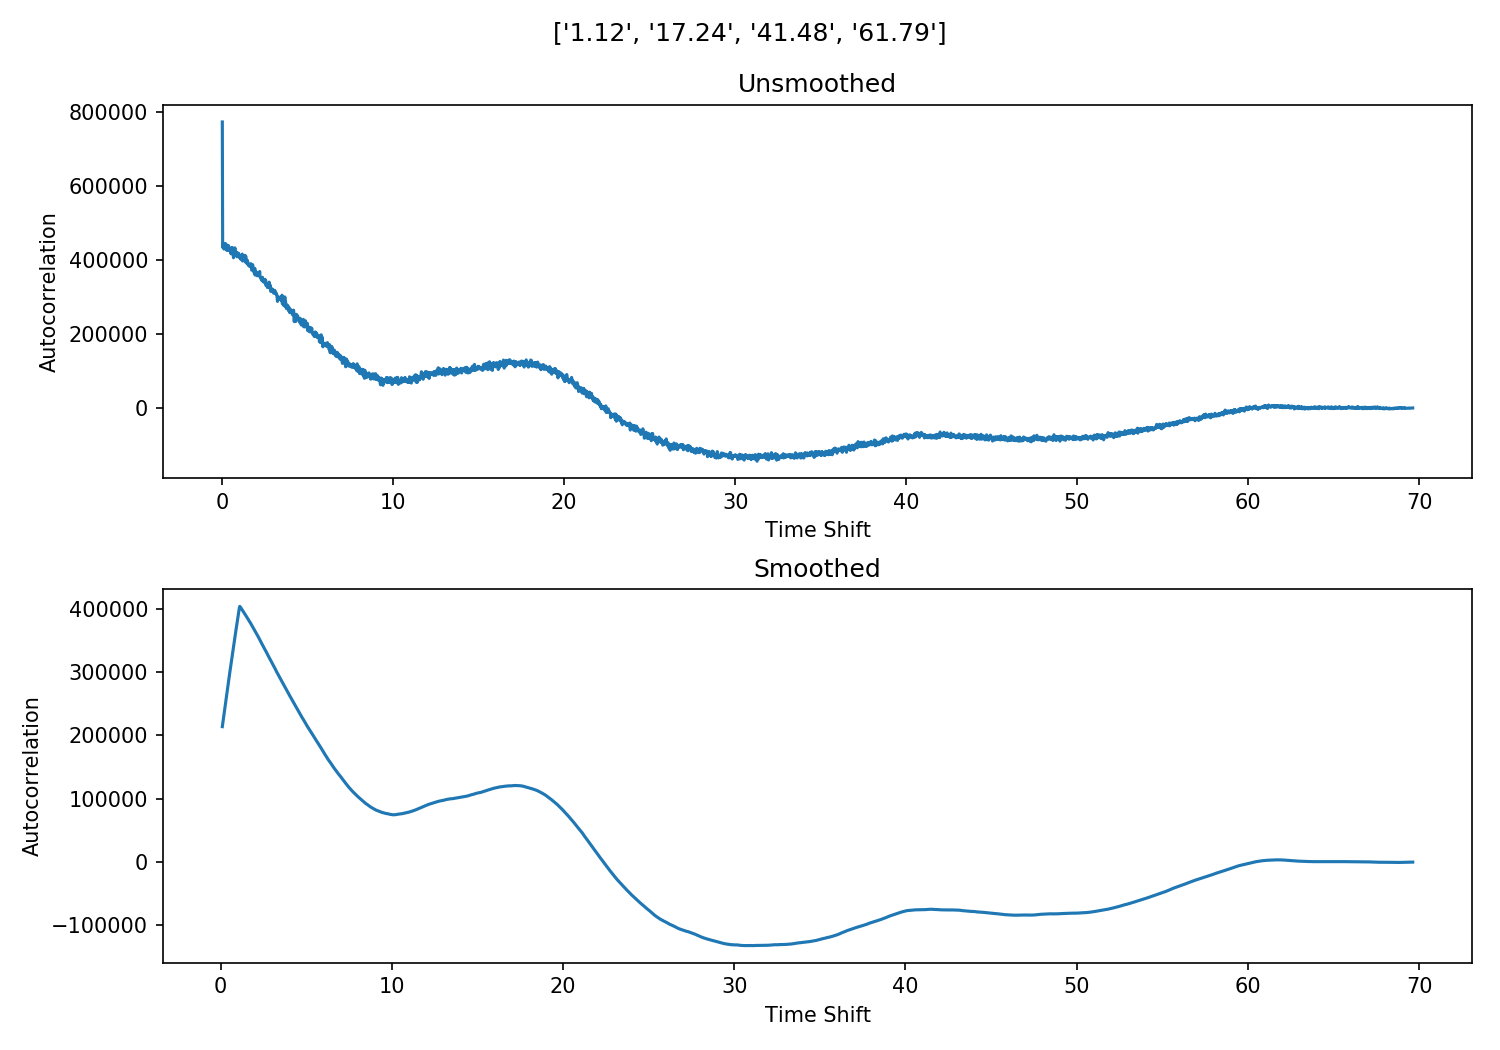 ['1.12', '17.24', '41.48', '61.79']
Unsmoothed
Autocorrelation
800000
600000
400000
200000
0
0 10 20 30 40 50 60 70
Time Shift
Smoothed
Autocorrelation
400000
300000
200000
100000
0
−100000
0 10 20 30 40 50 60 70
Time Shift